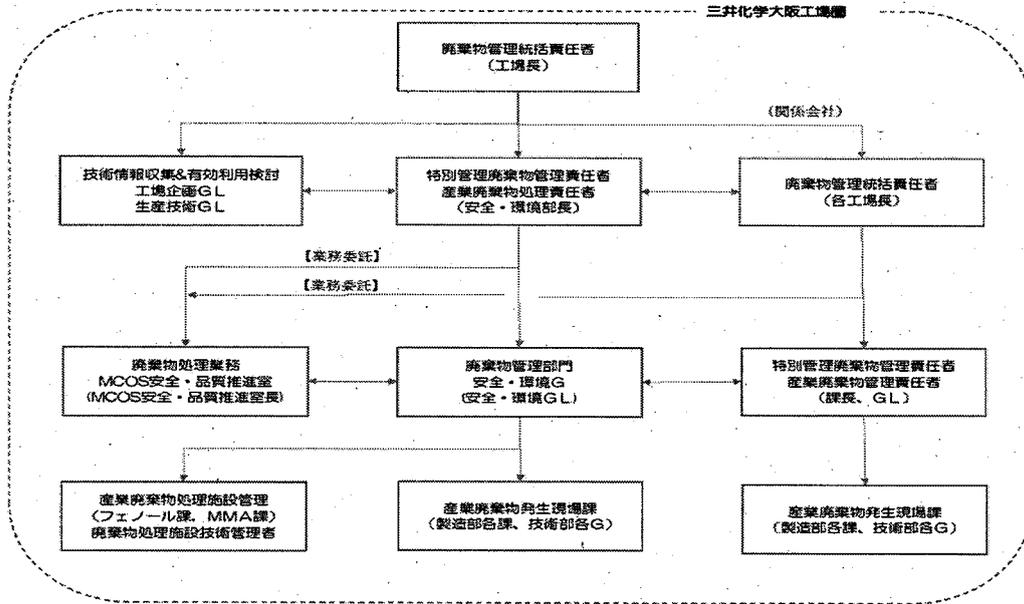 三井化学大阪工場圏
廃棄物管理統括責任者
(工場長)
(関係会社)
技術情報収集&有効利用検討
工場企画GL
生産技術GL
特別管理廃棄物管理責任者
産業廃棄物処理責任者
(安全・環境部長)
廃棄物管理統括責任者
(各工場長)
【業務委託】
【業務委託】
廃棄物処理業務
MCOS安全・品質推進室
(MCOS安全・品質推進室長)
廃棄物管理部門
安全・環境G
(安全・環境GL)
特別管理廃棄物管理責任者
産業廃棄物管理責任者
(課長、GL)
産業廃棄物処理施設管理
(フェノール課、MMA課)
廃棄物処理施設技術管理者
産業廃棄物発生現場課
(製造部各課、技術部各G)
産業廃棄物発生現場課
(製造部各課、技術部各G)